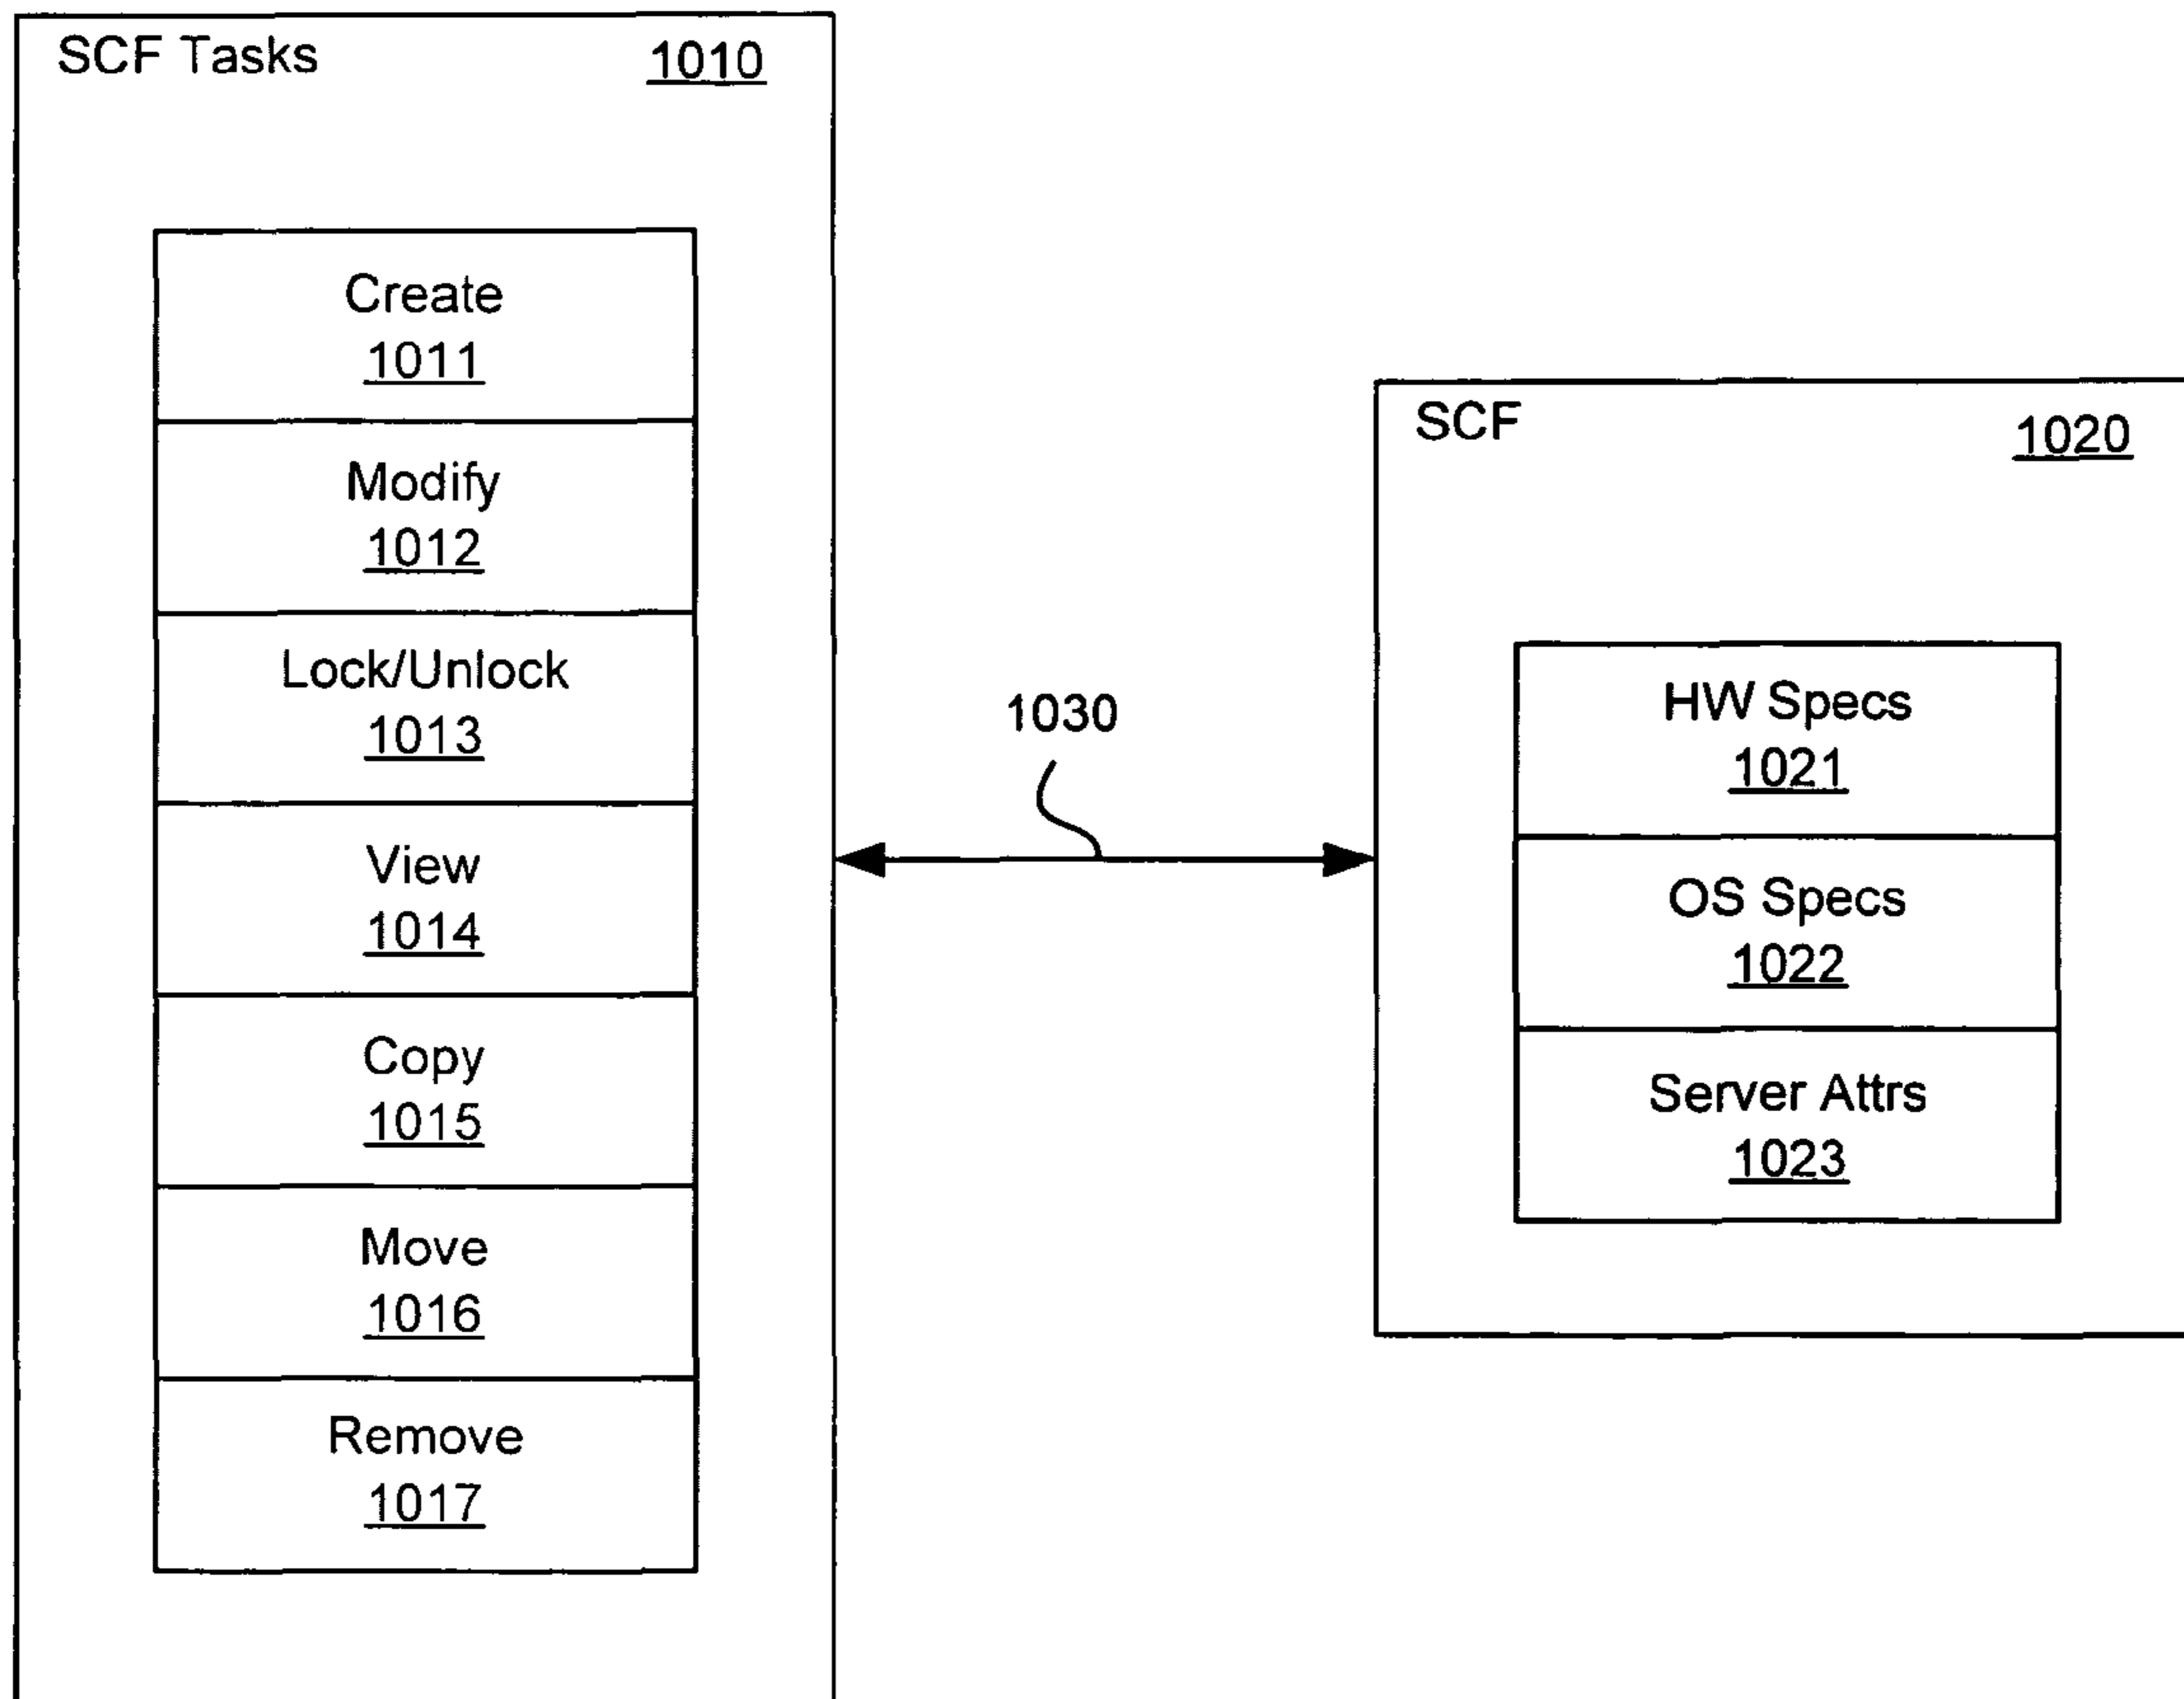 SCF Tasks 1010
Create
1011
Modify
1012
Lock/Unlock
1013
View
1014
Copy
1015
Move
1016
Remove
1017
1030
SCF 1020
HW Specs
1021
OS Specs
1022
Server Attrs
1023